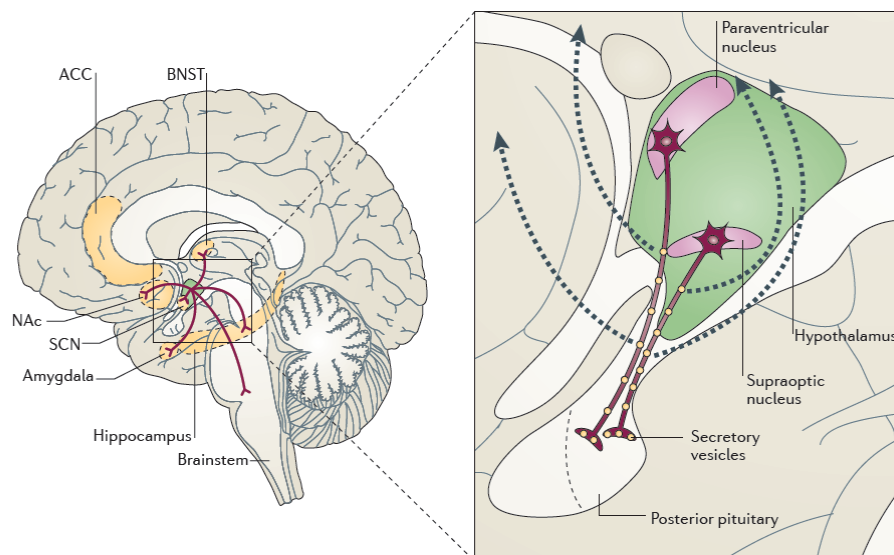 ACC
BNST
NAc
SCN
Amygdala
Hippocampus
Brainstem
Paraventricular
nucleus
Hypothalamus
Supraoptic
nucleus
Secretory
vesicles
Posterior pituitary